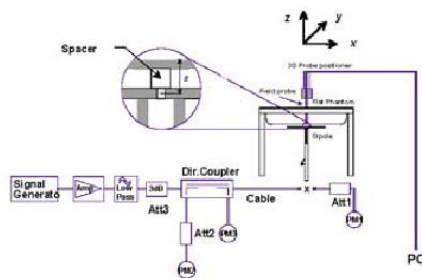 z
y
x
Spacer
s
3D Probe positioner
Field probe
Flat Phantom
Dipole
Signal
Generato
Amp
Low
Pass
3dB
Att3
Dir.Coupler
Cable
x
Att1
PM1
Att2
PM3
PM2
PC